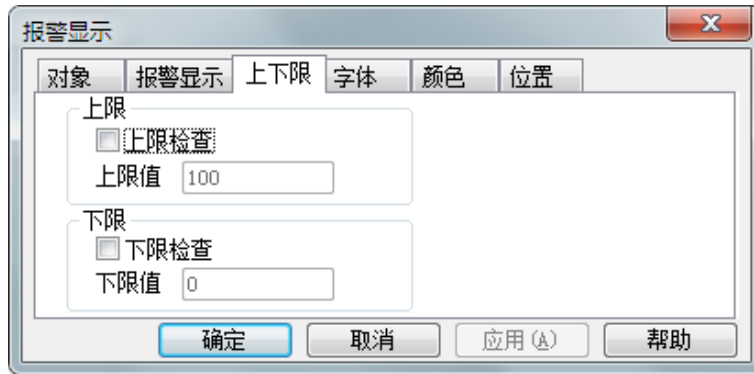 报警显示
对象 报警显示 上下限 字体 颜色 位置
上限
上限检查
上限值 100
下限
下限检查
下限值 0
确定 取消 应用(A) 帮助